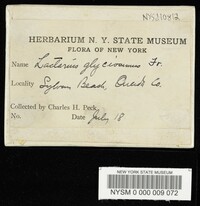 NYSf1012
HERBARIUM N. Y. STATE MUSEUM
FLORA OF NEW YORK
Name Lactarius glyciosmus Fr.
Locality Sylvan Beach, Oneida Co.
Collected by Charles H. Peck
No. Date July 18
NEW YORK STATE MUSEUM
NYSM 0 000 009 072